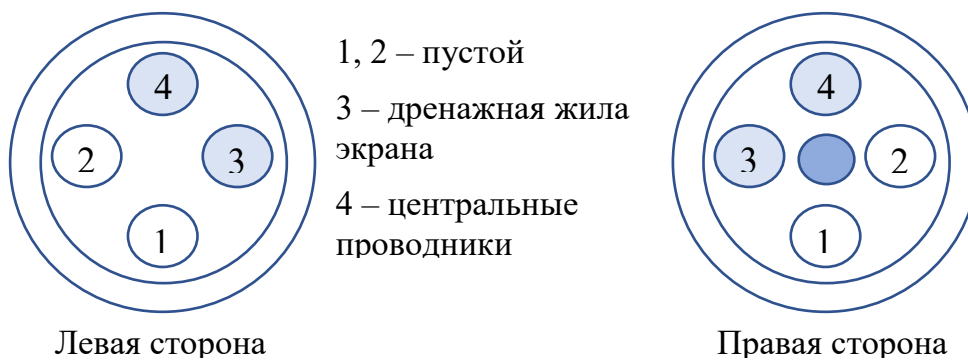 4
2
3
1
Левая сторона
1, 2 – пустой
3 – дренажная жила
экрана
4 – центральные
проводники
4
3
2
1
Правая сторона